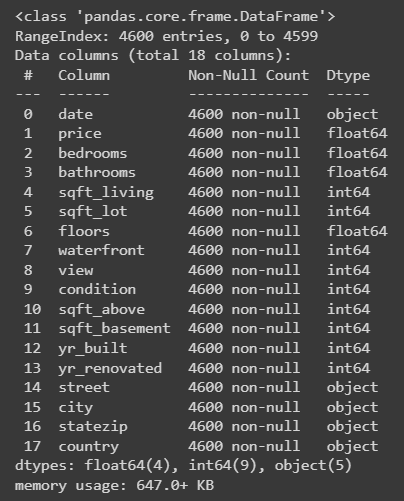 <class 'pandas.core.frame.DataFrame'>
RangeIndex: 4600 entries, 0 to 4599
Data columns (total 18 columns):
 #   Column         Non-Null Count  Dtype
---  ------         --------------  -----
 0   date           4600 non-null   object
 1   price          4600 non-null   float64
 2   bedrooms       4600 non-null   float64
 3   bathrooms      4600 non-null   float64
 4   sqft_living    4600 non-null   int64
 5   sqft_lot       4600 non-null   int64
 6   floors         4600 non-null   float64
 7   waterfront     4600 non-null   int64
 8   view           4600 non-null   int64
 9   condition      4600 non-null   int64
 10  sqft_above     4600 non-null   int64
 11  sqft_basement  4600 non-null   int64
 12  yr_built       4600 non-null   int64
 13  yr_renovated   4600 non-null   int64
 14  street         4600 non-null   object
 15  city           4600 non-null   object
 16  statezip       4600 non-null   object
 17  country        4600 non-null   object
dtypes: float64(4), int64(9), object(5)
memory usage: 647.0+ KB